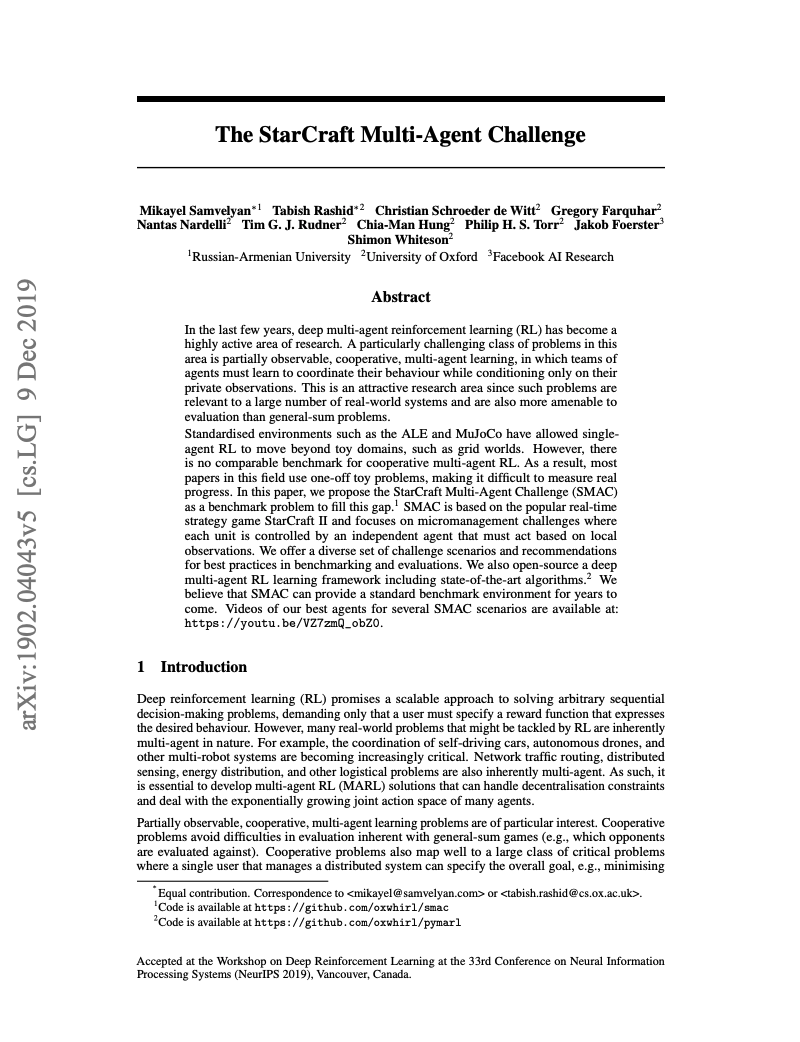 The StarCraft Multi-Agent Challenge
Mikayel Samvelyan*1 Tabish Rashid*2 Christian Schroeder de Witt2 Gregory Farquhar2
Nantas Nardelli2 Tim G. J. Rudner2 Chia-Man Hung2 Philip H. S. Torr2 Jakob Foerster3
Shimon Whiteson2
1Russian-Armenian University 2University of Oxford 3Facebook AI Research
Abstract
In the last few years, deep multi-agent reinforcement learning (RL) has become a
highly active area of research. A particularly challenging class of problems in this
area is partially observable, cooperative, multi-agent learning, in which teams of
agents must learn to coordinate their behaviour while conditioning only on their
private observations. This is an attractive research area since such problems are
relevant to a large number of real-world systems and are also more amenable to
evaluation than general-sum problems.
Standardised environments such as the ALE and MuJoCo have allowed single-
agent RL to move beyond toy domains, such as grid worlds. However, there
is no comparable benchmark for cooperative multi-agent RL. As a result, most
papers in this field use one-off toy problems, making it difficult to measure real
progress. In this paper, we propose the StarCraft Multi-Agent Challenge (SMAC)
as a benchmark problem to fill this gap.1 SMAC is based on the popular real-time
strategy game StarCraft II and focuses on micromanagement challenges where
each unit is controlled by an independent agent that must act based on local
observations. We offer a diverse set of challenge scenarios and recommendations
for best practices in benchmarking and evaluations. We also open-source a deep
multi-agent RL learning framework including state-of-the-art algorithms.2 We
believe that SMAC can provide a standard benchmark environment for years to
come. Videos of our best agents for several SMAC scenarios are available at:
https://youtu.be/VZ7zmQ_obZ0.
1 Introduction
Deep reinforcement learning (RL) promises a scalable approach to solving arbitrary sequential
decision-making problems, demanding only that a user must specify a reward function that expresses
the desired behaviour. However, many real-world problems that might be tackled by RL are inherently
multi-agent in nature. For example, the coordination of self-driving cars, autonomous drones, and
other multi-robot systems are becoming increasingly critical. Network traffic routing, distributed
sensing, energy distribution, and other logistical problems are also inherently multi-agent. As such, it
is essential to develop multi-agent RL (MARL) solutions that can handle decentralisation constraints
and deal with the exponentially growing joint action space of many agents.
Partially observable, cooperative, multi-agent learning problems are of particular interest. Cooperative
problems avoid difficulties in evaluation inherent with general-sum games (e.g., which opponents
are evaluated against). Cooperative problems also map well to a large class of critical problems
where a single user that manages a distributed system can specify the overall goal, e.g., minimising
*Equal contribution. Correspondence to <mikayel@samvelyan.com> or <tabish.rashid@cs.ox.ac.uk>.
1Code is available at https://github.com/oxwhirl/smac
2Code is available at https://github.com/oxwhirl/pymarl
Accepted at the Workshop on Deep Reinforcement Learning at the 33rd Conference on Neural Information
Processing Systems (NeurIPS 2019), Vancouver, Canada.
arXiv:1902.04043v5 [cs.LG] 9 Dec 2019